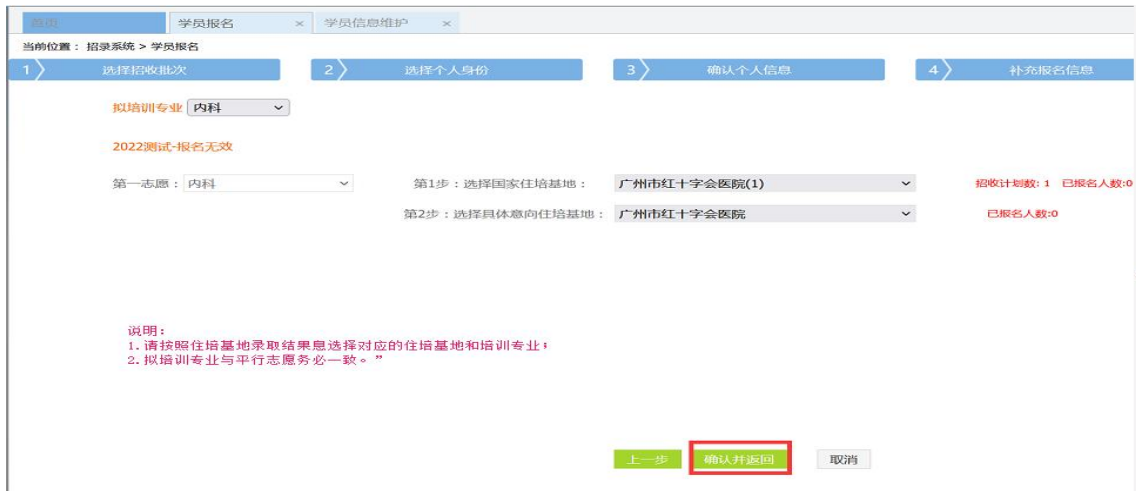 首页 学员报名 × 学员信息维护 ×
当前位置： 招录系统 > 学员报名
1 选择招收批次 2 选择个人身份 3 确认个人信息 4 补充报名信息
拟培训专业 内科
2022测试-报名无效
第一志愿： 内科 第1步：选择国家住培基地： 广州市红十字会医院(1) 招收计划数: 1 已报名人数:0
第2步：选择具体意向住培基地： 广州市红十字会医院 已报名人数:0
说明：
1. 请按照住培基地录取结果息选择对应的住培基地和培训专业；
2. 拟培训专业与平行志愿务必一致。”
上一步 确认并返回 取消